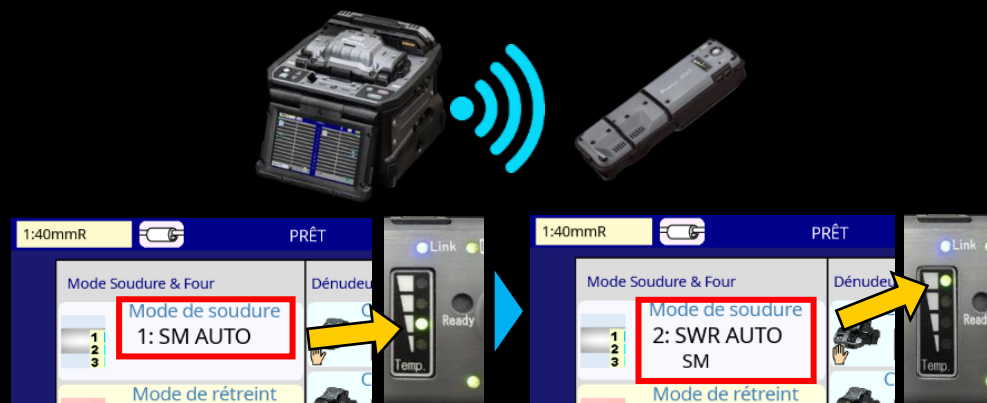 1:40mmR
PRÊT
Mode Soudure & Four
Dénudeu
Mode de soudure
1: SM AUTO
1
2
3
Mode de rétreint
C
C
Link
Ready
Temp.
1:40mmR
PRÊT
Mode Soudure & Four
Dénudeu
Mode de soudure
2: SWR AUTO
SM
1
2
3
Mode de rétreint
C
Link
Read
Temp.